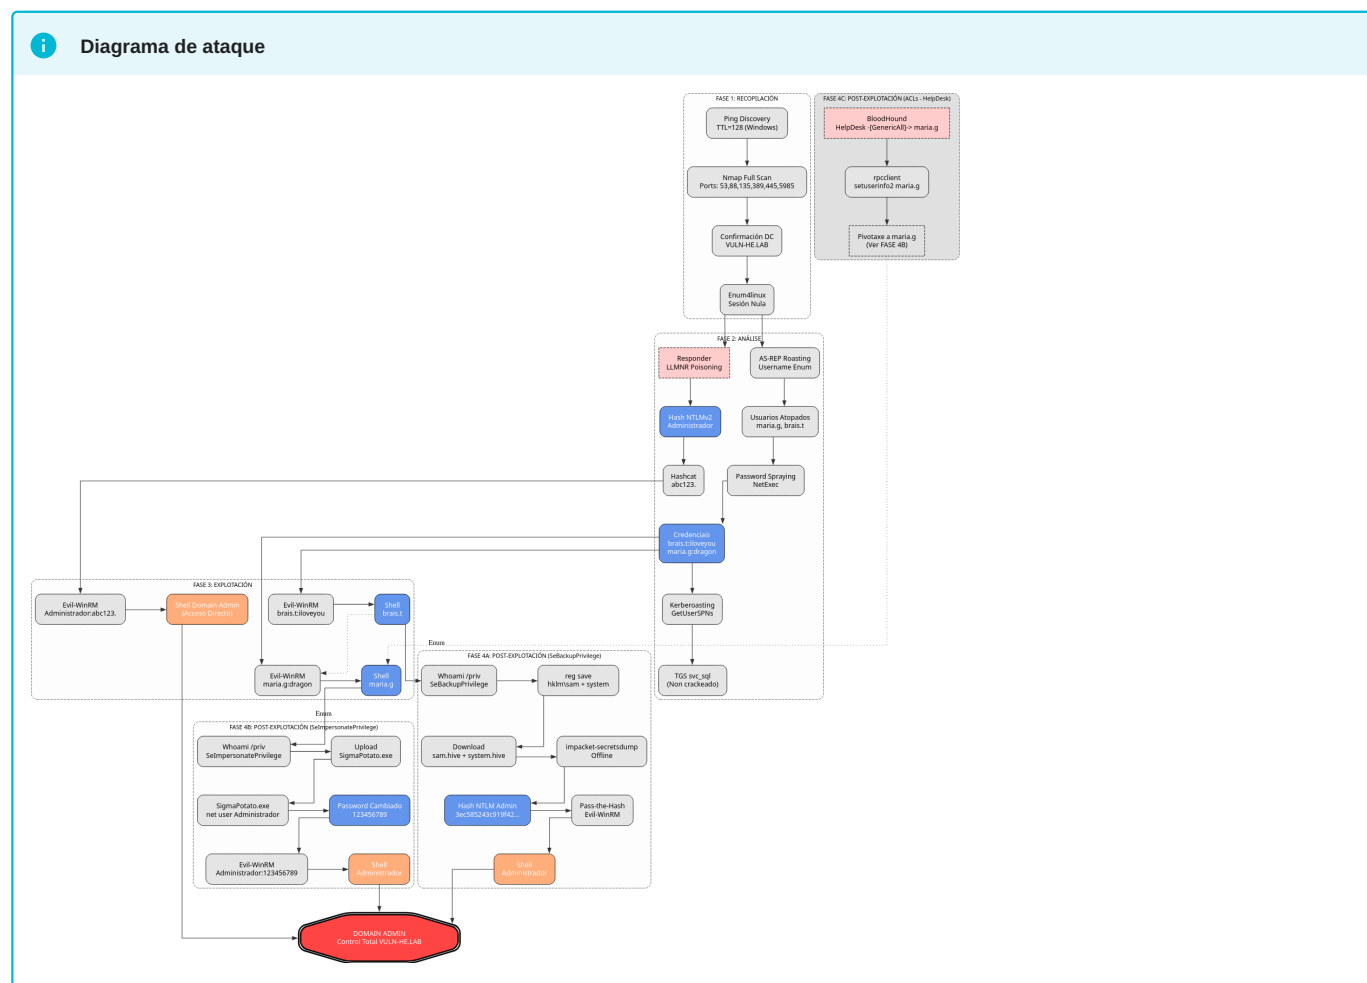 Diagrama de ataque
FASE 1: RECOPILACIÓN
Ping Discovery
TTL=128 (Windows)
Nmap Full Scan
Ports: 53,88,135,389,445,5985
Confirmación DC
VULN-HE.LAB
Enum4linux
Sesión Nula
FASE 4C: POST-EXPLOTACIÓN (ACLs - HelpDesk)
BloodHound
HelpDesk -[GenericAll]-> maria.g
rpcclient
setuserinfo2 maria.g
Pivotaxe a maria.g
(Ver FASE 4B)
FASE 2: ANÁLISE
Responder
LLMNR Poisoning
AS-REP Roasting
Username Enum
Hash NTLMv2
Administrador
Usuarios Atopados
maria.g, brais.t
Hashcat
abc123.
Password Spraying
NetExec
Credenciais
brais.t:iloveyou
maria.g:dragon
Kerberoasting
GetUserSPNs
TGS svc_sql
(Non crackeado)
FASE 3: EXPLOTACIÓN
Evil-WinRM
Administrador:abc123.
Shell Domain Admin
(Acceso Directo)
Evil-WinRM
brais.t:iloveyou
Shell
brais.t
Evil-WinRM
maria.g:dragon
Shell
maria.g
Enum
Enum
FASE 4A: POST-EXPLOTACIÓN (SeBackupPrivilege)
Whoami /priv
SeBackupPrivilege
reg save
hklm\sam + system
Download
sam.hive + system.hive
impacket-secretsdump
Offline
Hash NTLM Admin
3ec585243c919f42...
Pass-the-Hash
Evil-WinRM
Shell
Administrador
FASE 4B: POST-EXPLOTACIÓN (SeImpersonatePrivilege)
Whoami /priv
SeImpersonatePrivilege
Upload
SigmaPotato.exe
SigmaPotato.exe
net user Administrador
Password Cambiado
123456789
Evil-WinRM
Administrador:123456789
Shell
Administrador
DOMAIN ADMIN
Control Total VULN-HE.LAB